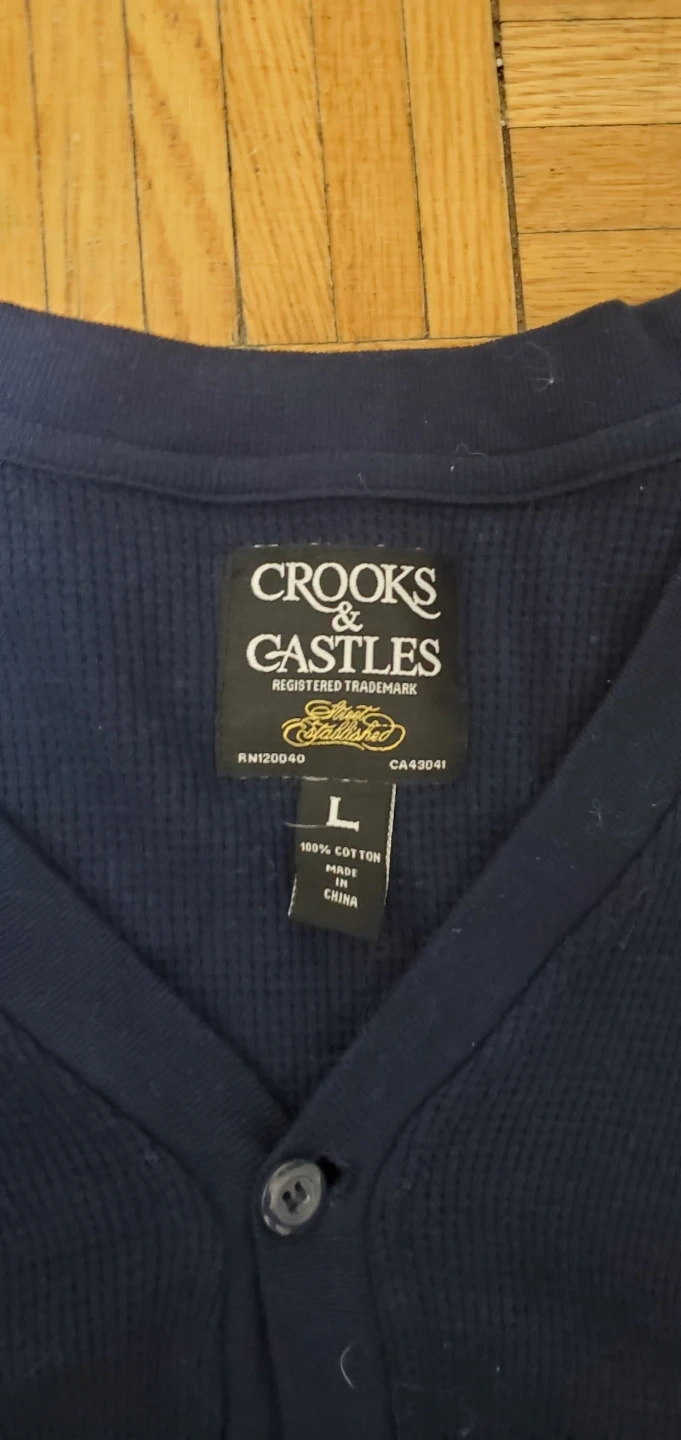 CROOKS
&
CASTLES
REGISTERED TRADEMARK
Street
Established
RN120040 CA43041
L
100% COTTON
MADE
IN
CHINA